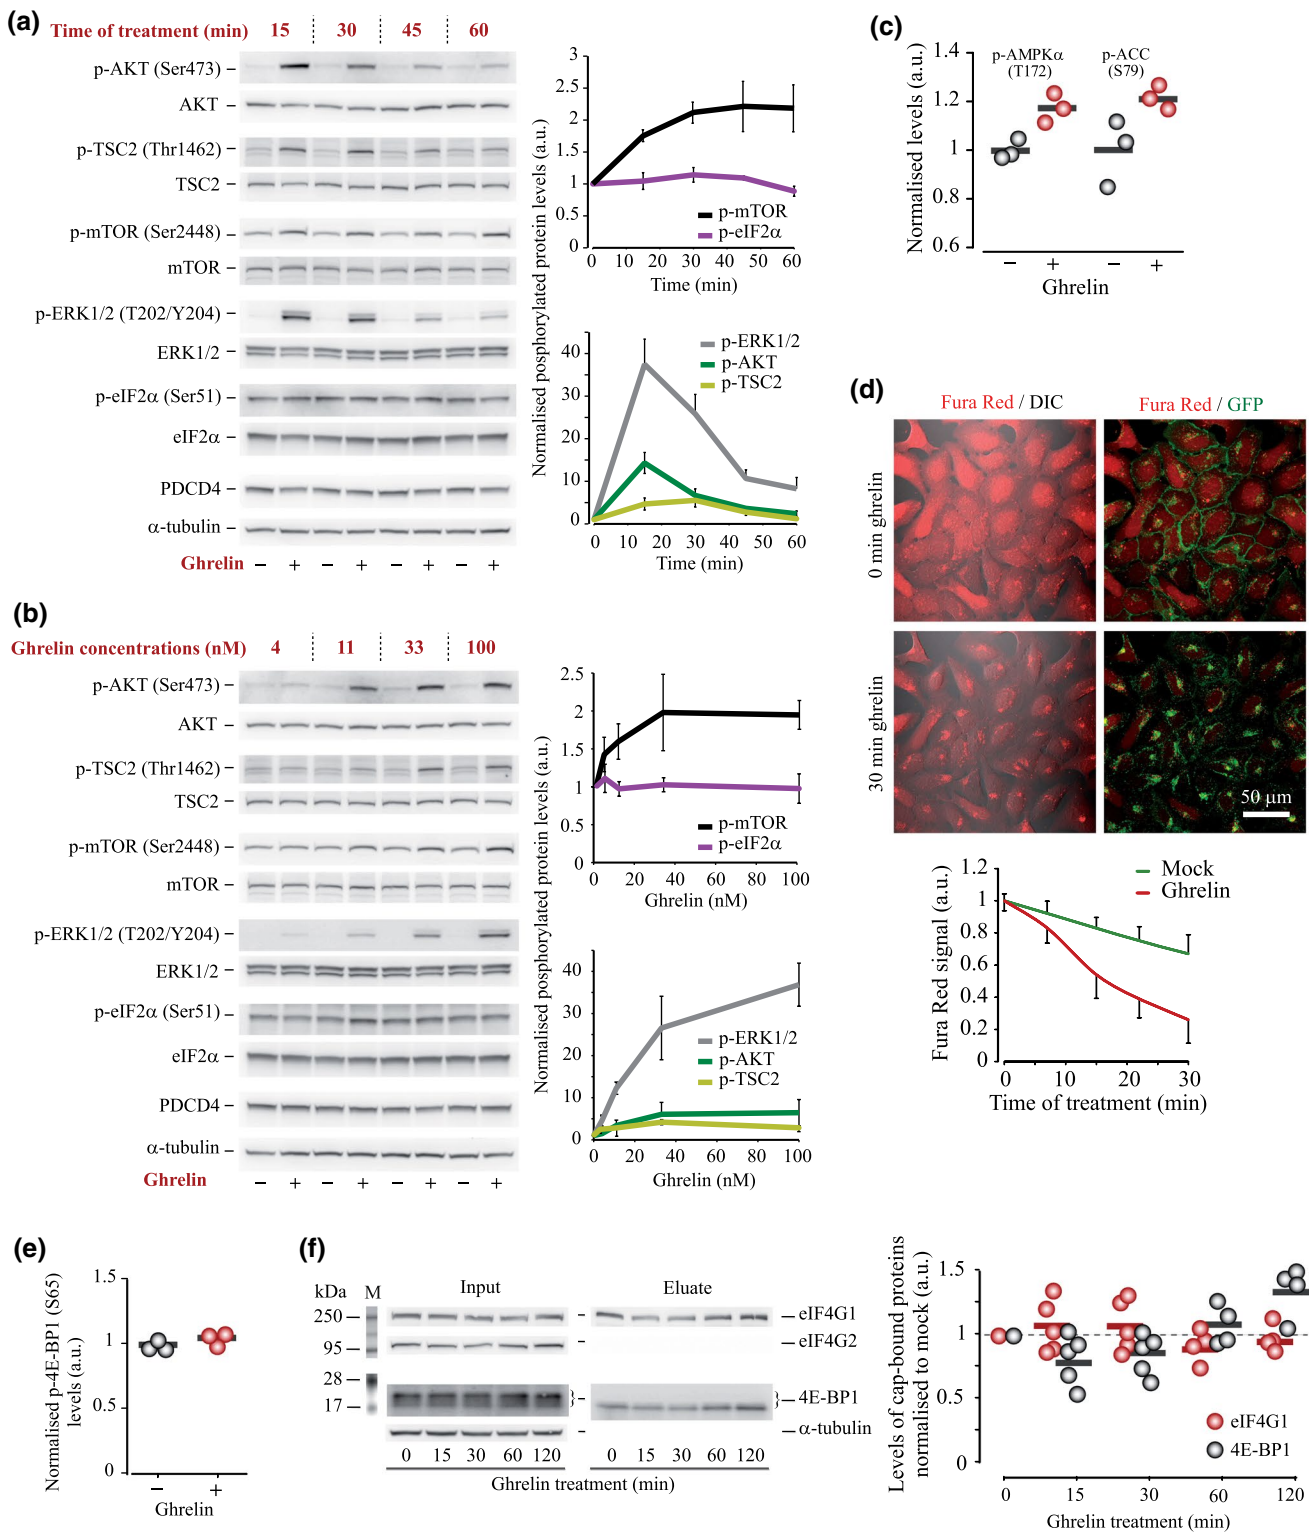 (a)
Time of treatment (min) 15 30 45 60
p-AKT (Ser473)
AKT
p-TSC2 (Thr1462)
TSC2
p-mTOR (Ser2448)
mTOR
p-ERK1/2 (T202/Y204)
ERK1/2
p-eIF2α (Ser51)
eIF2α
PDCD4
α-tubulin
Ghrelin − + − + − + − +
Normalised posphorylated protein levels (a.u.)
3
2.5
2
1.5
1
0.5
0
p-mTOR
p-eIF2α
0 10 20 30 40 50 60
Time (min)
40
30
20
10
0
p-ERK1/2
p-AKT
p-TSC2
0 10 20 30 40 50 60
Time (min)
(b)
Ghrelin concentrations (nM) 4 11 33 100
p-AKT (Ser473)
AKT
p-TSC2 (Thr1462)
TSC2
p-mTOR (Ser2448)
mTOR
p-ERK1/2 (T202/Y204)
ERK1/2
p-eIF2α (Ser51)
eIF2α
PDCD4
α-tubulin
Ghrelin − + − + − + − +
Normalised posphorylated protein levels (a.u.)
2.5
2
1.5
1
0.5
0
p-mTOR
p-eIF2α
0 20 40 60 80 100
Ghrelin (nM)
40
30
20
10
0
p-ERK1/2
p-AKT
p-TSC2
0 20 40 60 80 100
Ghrelin (nM)
(c)
Normalised levels (a.u.)
1.4
1.2
1
0.8
0.6
p-AMPKα p-ACC
(T172) (S79)
− + − +
Ghrelin
(d)
Fura Red / DIC Fura Red / GFP
0 min ghrelin
30 min ghrelin
50 µm
Fura Red signal (a.u.)
1.2
1
0.8
0.6
0.4
0.2
0
Mock
Ghrelin
0 10 20 30
Time of treatment (min)
(e)
Normalised p-4E-BP1 (S65)
levels (a.u.)
1.5
1
0.5
0
− +
Ghrelin
(f)
kDa M Input Eluate
250
95
28
17
eIF4G1
eIF4G2
4E-BP1
α-tubulin
0 15 30 60 120 0 15 30 60 120
Ghrelin treatment (min)
Levels of cap-bound proteins
normalised to mock (a.u.)
1.5
1
0.5
0
eIF4G1
4E-BP1
0 15 30 60 120
Ghrelin treatment (min)